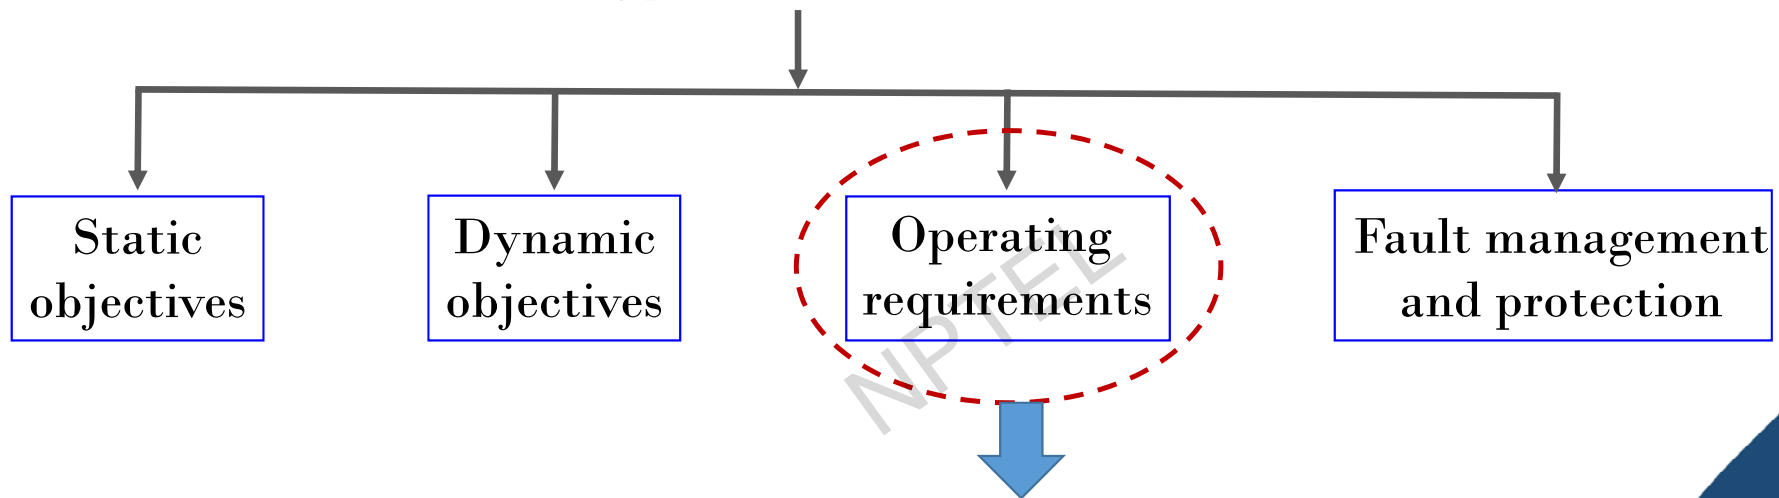 Static
objectives
Dynamic
objectives
Operating
requirements
Fault management
and protection
NPTEL